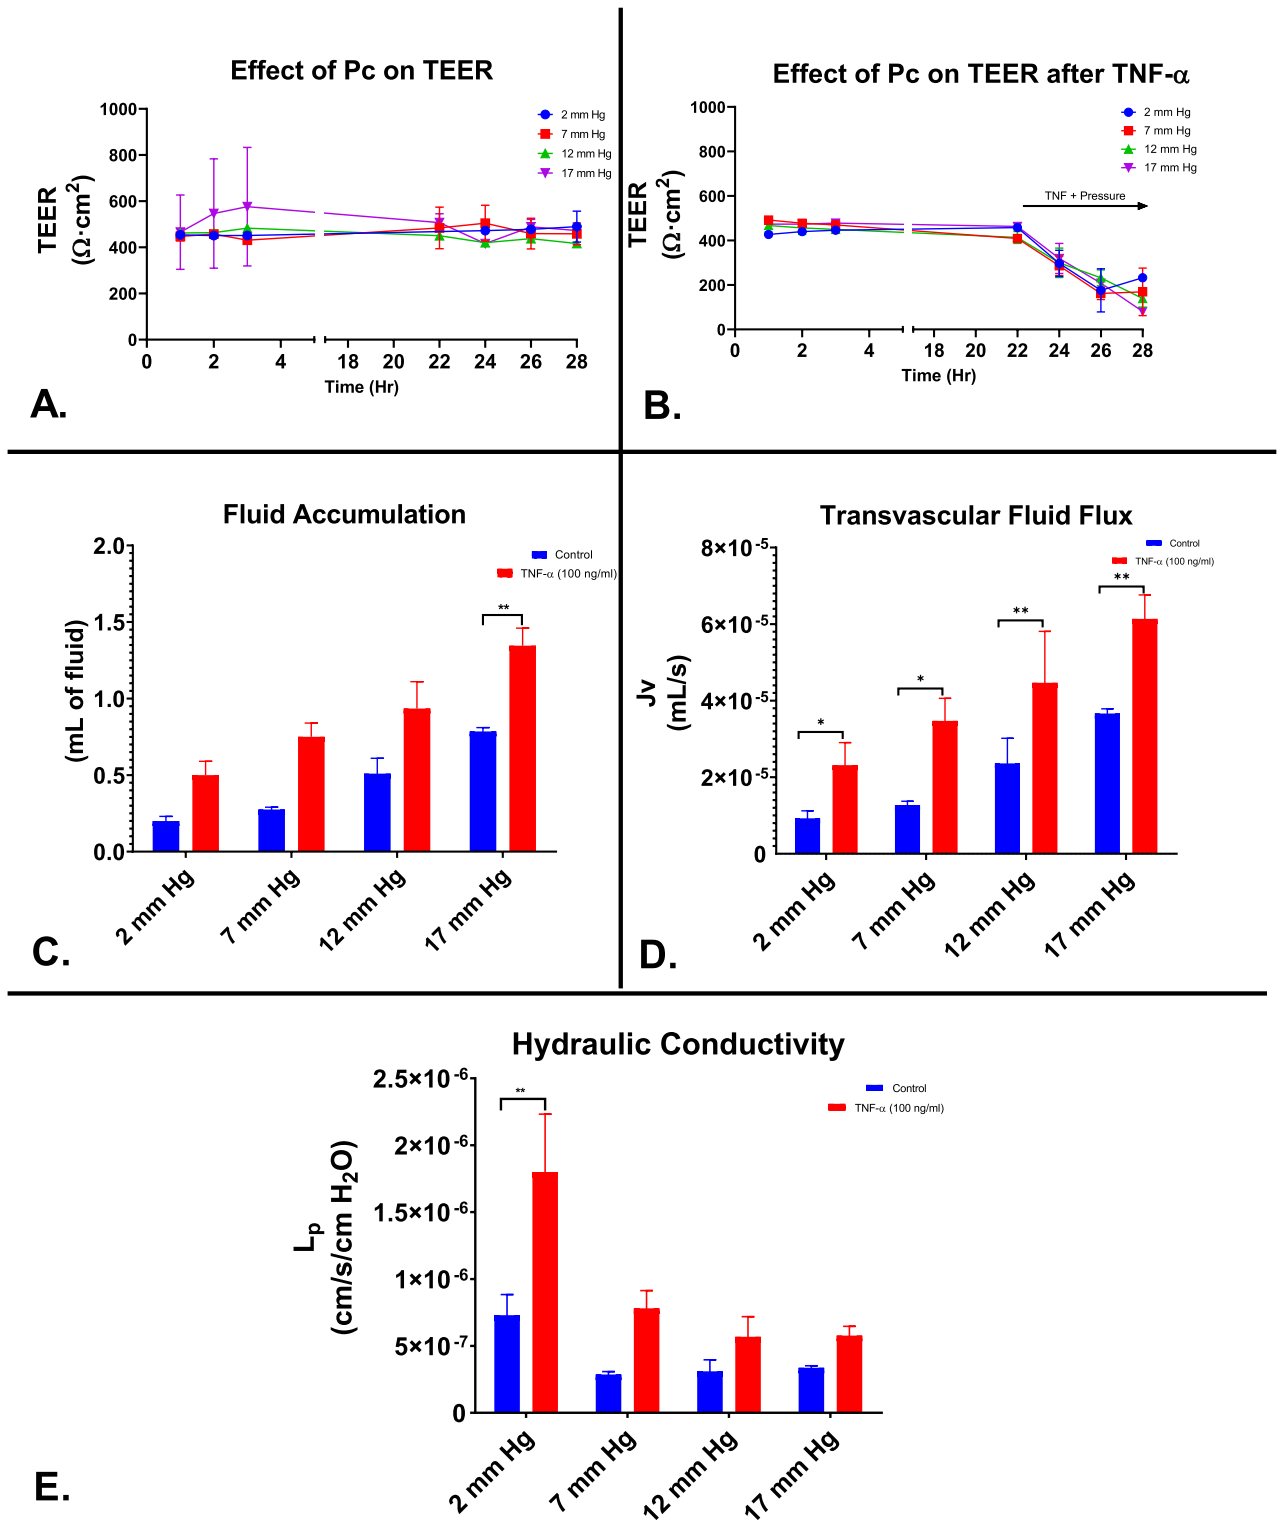 Effect of Pc on TEER
1000
800
600
400
200
0
TEER
(Ω·cm²)
2 mm Hg
7 mm Hg
12 mm Hg
17 mm Hg
0 2 4 18 20 22 24 26 28
Time (Hr)
A.
Effect of Pc on TEER after TNF-α
1000
800
600
400
200
0
TEER
(Ω·cm²)
2 mm Hg
7 mm Hg
12 mm Hg
17 mm Hg
TNF + Pressure
0 2 4 18 20 22 24 26 28
Time (Hr)
B.
Fluid Accumulation
2.0
1.5
1.0
0.5
0.0
(mL of fluid)
Control
TNF-α (100 ng/ml)
**
2 mm Hg
7 mm Hg
12 mm Hg
17 mm Hg
C.
Transvascular Fluid Flux
8×10⁻⁵
6×10⁻⁵
4×10⁻⁵
2×10⁻⁵
0
Jv
(mL/s)
Control
TNF-α (100 ng/ml)
*
*
**
**
2 mm Hg
7 mm Hg
12 mm Hg
17 mm Hg
D.
Hydraulic Conductivity
2.5×10⁻⁶
2×10⁻⁶
1.5×10⁻⁶
1×10⁻⁶
5×10⁻⁷
0
Lₚ
(cm/s/cm H₂O)
Control
TNF-α (100 ng/ml)
**
2 mm Hg
7 mm Hg
12 mm Hg
17 mm Hg
E.